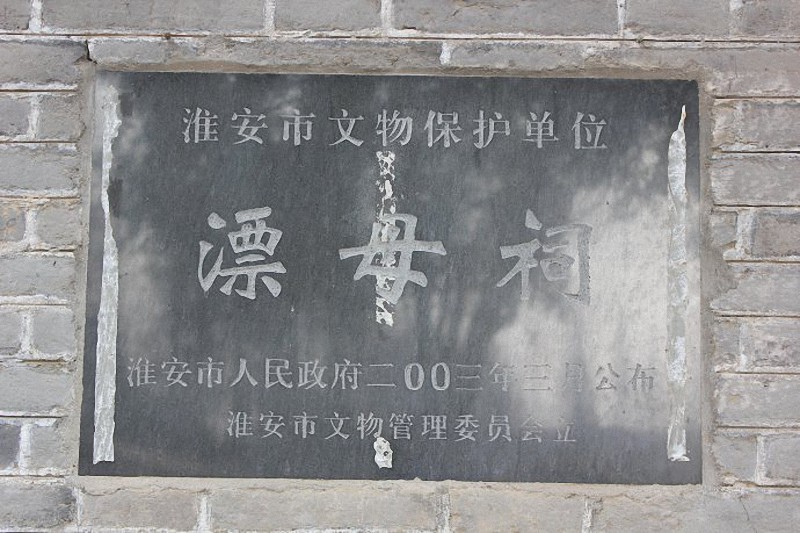 淮安市文物保护单位
漂母祠
淮安市人民政府二00三年三月公布
淮安市文物管理委员会立